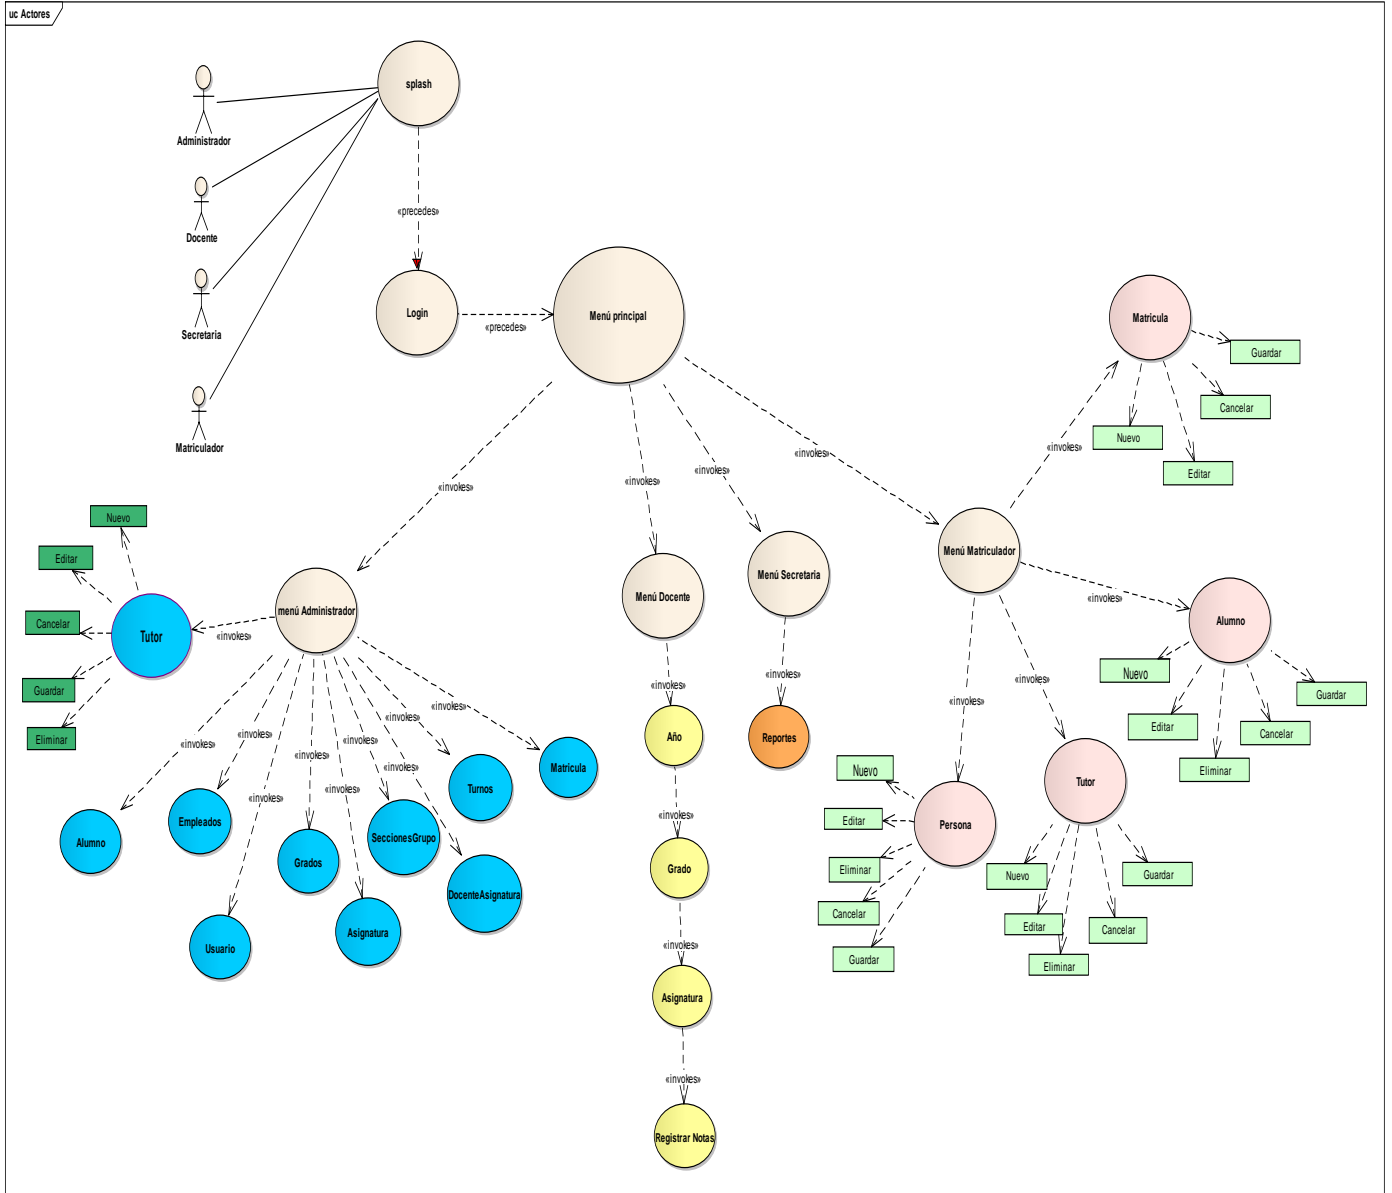 uc Actores
splash
Administrador
Docente
Secretaria
Matriculador
«precedes»
Login
«precedes»
Menú principal
«invokes»
«invokes»
«invokes»
«invokes»
Matricula
Guardar
Cancelar
Nuevo
Editar
«invokes»
Menú Matriculador
«invokes»
Alumno
Nuevo
Editar
Eliminar
Cancelar
Guardar
«invokes»
«invokes»
Persona
Nuevo
Editar
Eliminar
Cancelar
Guardar
Tutor
Nuevo
Editar
Eliminar
Cancelar
Guardar
Menú Secretaria
«invokes»
Reportes
Menú Docente
«invokes»
Año
«invokes»
Grado
«invokes»
Asignatura
«invokes»
Registrar Notas
menú Administrador
«invokes»
Tutor
Nuevo
Editar
Cancelar
Guardar
Eliminar
«invokes»
«invokes»
«invokes»
«invokes»
«invokes»
«invokes»
«invokes»
«invokes»
«invokes»
Alumno
Empleados
Usuario
Grados
Asignatura
SeccionesGrupo
DocenteAsignatura
Turnos
Matricula